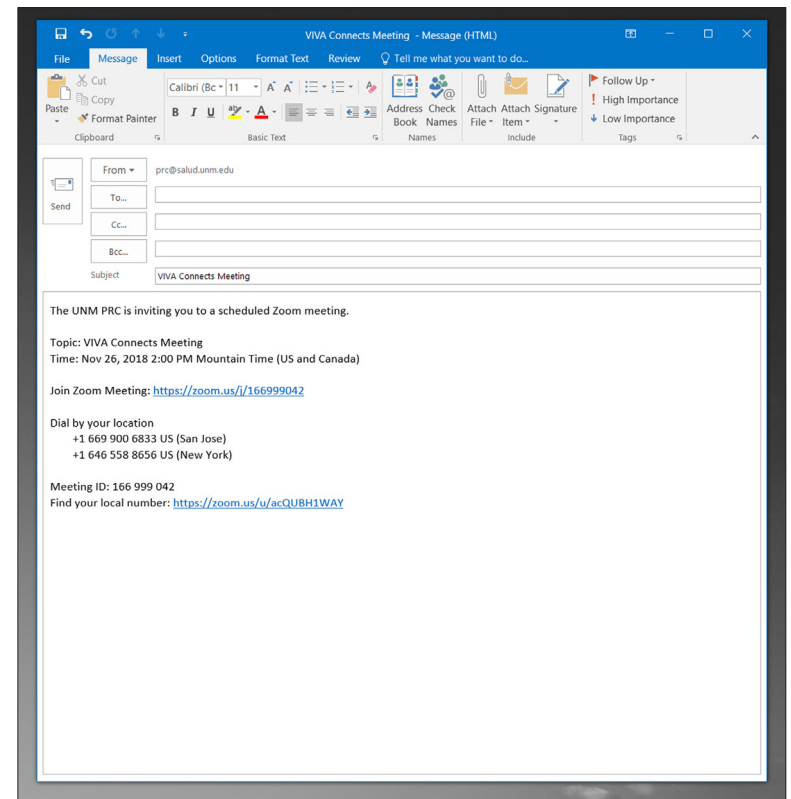 VIVA Connects Meeting - Message (HTML)
File Message Insert Options Format Text Review Tell me what you want to do...
Paste
Cut
Copy
Format Painter
Clipboard
Calibri (Bc 11
B I U
Basic Text
Address Book
Check Names
Names
Attach File
Attach Item
Signature
Include
Follow Up
High Importance
Low Importance
Tags
Send
From prc@salud.unm.edu
To...
Cc...
Bcc...
Subject VIVA Connects Meeting
The UNM PRC is inviting you to a scheduled Zoom meeting.
Topic: VIVA Connects Meeting
Time: Nov 26, 2018 2:00 PM Mountain Time (US and Canada)
Join Zoom Meeting: https://zoom.us/j/166999042
Dial by your location
+1 669 900 6833 US (San Jose)
+1 646 558 8656 US (New York)
Meeting ID: 166 999 042
Find your local number: https://zoom.us/u/acQUBH1WAY